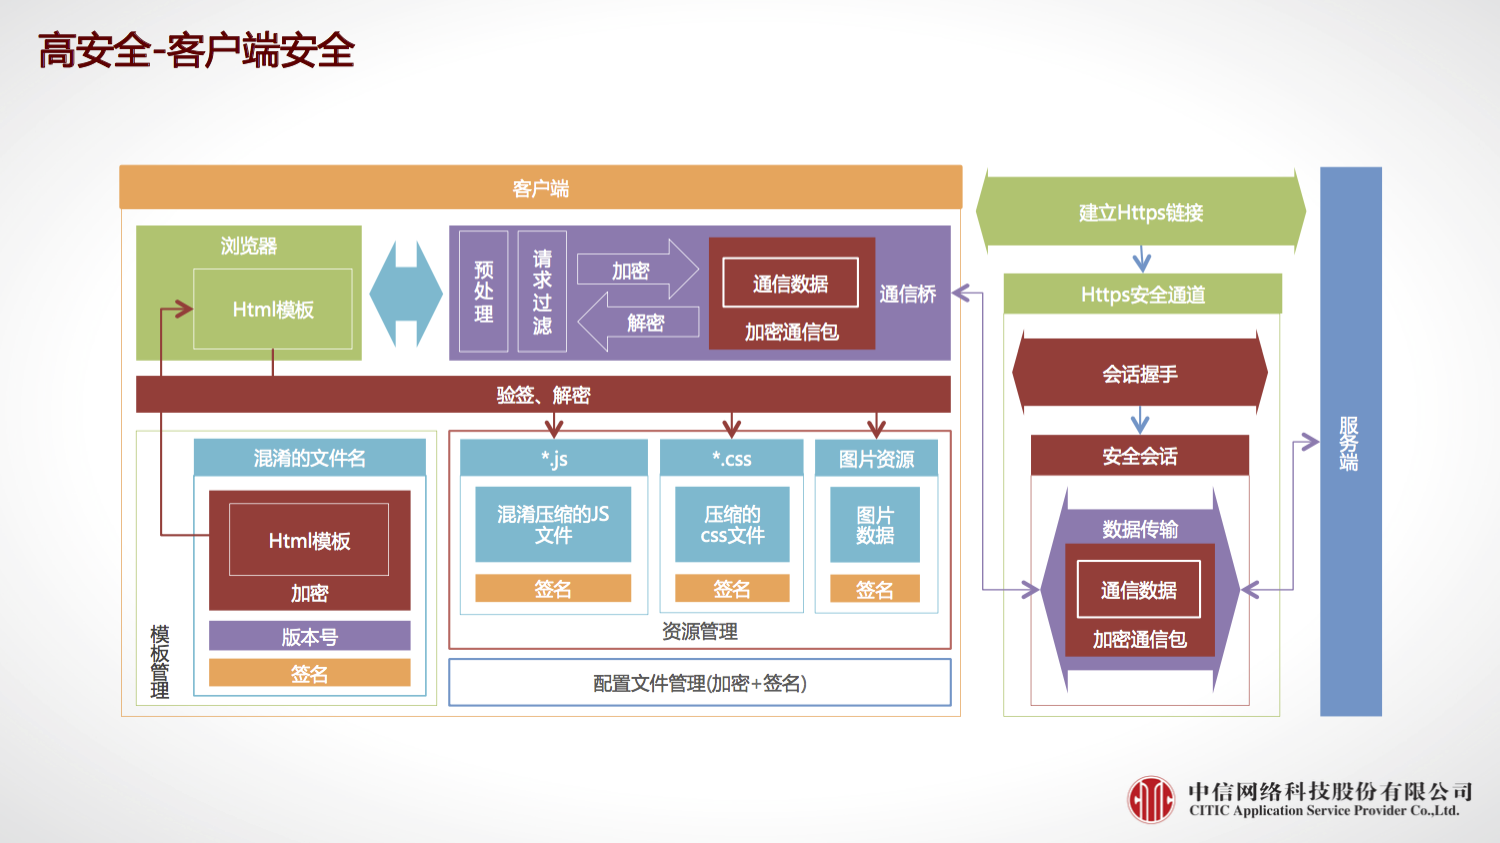 高安全-客户端安全
客户端
浏览器
Html模板
预
处
理
请
求
过
滤
加密
解密
通信数据
加密通信包
通信桥
验签、解密
混淆的文件名
Html模板
加密
版本号
签名
模
板
管
理
*.js
混淆压缩的JS
文件
签名
*.css
压缩的
css文件
签名
图片资源
图片
数据
签名
资源管理
配置文件管理(加密+签名)
建立Https链接
Https安全通道
会话握手
安全会话
数据传输
通信数据
加密通信包
服
务
端
中信网络科技股份有限公司
CITIC Application Service Provider Co.,Ltd.